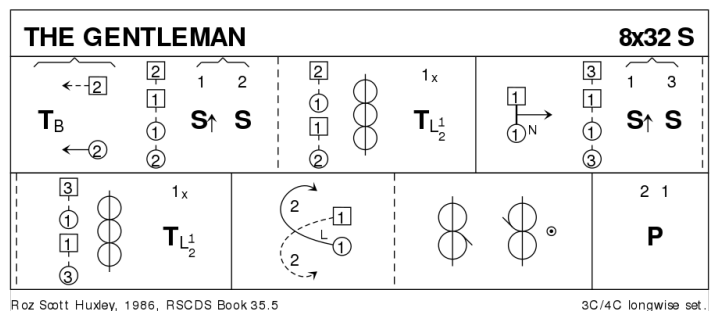 THE GENTLEMAN 8x32 S
2 2 1 2 2 1x 3 1 3
1 1 1 1
T B 1 S↑ S 1 T L 1/2 1 N 1 S↑ S
2 2 2 3
3 1x 2 1
1 2 1
1 T L 1/2 L 1 P
3 2
Roz Scott Huxley, 1986, RSCDS Book 35.5 3C/4C longwise set.